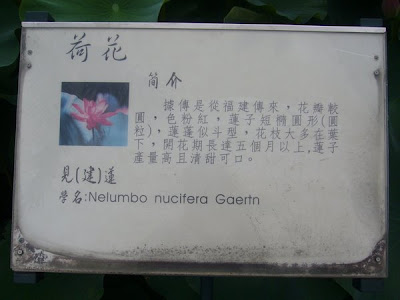 荷花
簡介
據傳是從福建傳來，花瓣較
圓，色粉紅，蓮子短橢圓形(圓
粒)，蓮蓬似斗型，花枝大多在葉
下，開花期長達五個月以上，蓮子
產量高且清甜可口。
見(建)蓮
學名:Nelumbo nucifera Gaertn